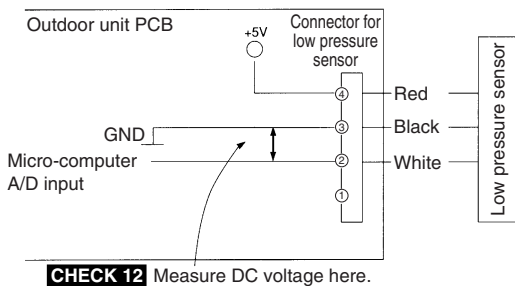 Outdoor unit PCB
Connector for
low pressure
sensor
+5V
4
Red
3
Black
GND
2
White
Micro-computer
A/D input
1
Low pressure sensor
CHECK 12 Measure DC voltage here.